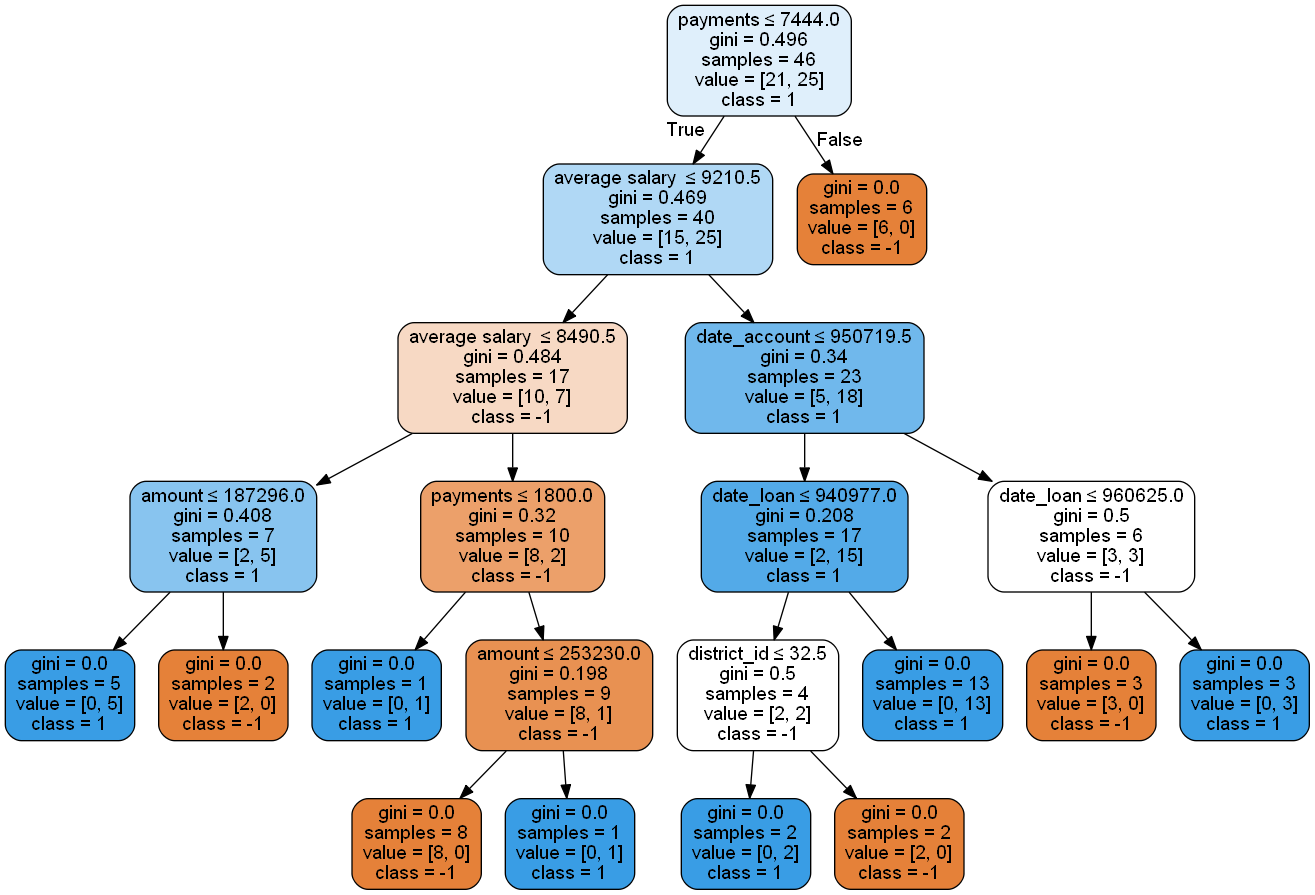 payments ≤ 7444.0
gini = 0.496
samples = 46
value = [21, 25]
class = 1
True
False
average salary ≤ 9210.5
gini = 0.469
samples = 40
value = [15, 25]
class = 1
gini = 0.0
samples = 6
value = [6, 0]
class = -1
average salary ≤ 8490.5
gini = 0.484
samples = 17
value = [10, 7]
class = -1
date_account ≤ 950719.5
gini = 0.34
samples = 23
value = [5, 18]
class = 1
amount ≤ 187296.0
gini = 0.408
samples = 7
value = [2, 5]
class = 1
payments ≤ 1800.0
gini = 0.32
samples = 10
value = [8, 2]
class = -1
date_loan ≤ 940977.0
gini = 0.208
samples = 17
value = [2, 15]
class = 1
date_loan ≤ 960625.0
gini = 0.5
samples = 6
value = [3, 3]
class = -1
gini = 0.0
samples = 5
value = [0, 5]
class = 1
gini = 0.0
samples = 2
value = [2, 0]
class = -1
gini = 0.0
samples = 1
value = [0, 1]
class = 1
amount ≤ 253230.0
gini = 0.198
samples = 9
value = [8, 1]
class = -1
district_id ≤ 32.5
gini = 0.5
samples = 4
value = [2, 2]
class = -1
gini = 0.0
samples = 13
value = [0, 13]
class = 1
gini = 0.0
samples = 3
value = [3, 0]
class = -1
gini = 0.0
samples = 3
value = [0, 3]
class = 1
gini = 0.0
samples = 8
value = [8, 0]
class = -1
gini = 0.0
samples = 1
value = [0, 1]
class = 1
gini = 0.0
samples = 2
value = [0, 2]
class = 1
gini = 0.0
samples = 2
value = [2, 0]
class = -1